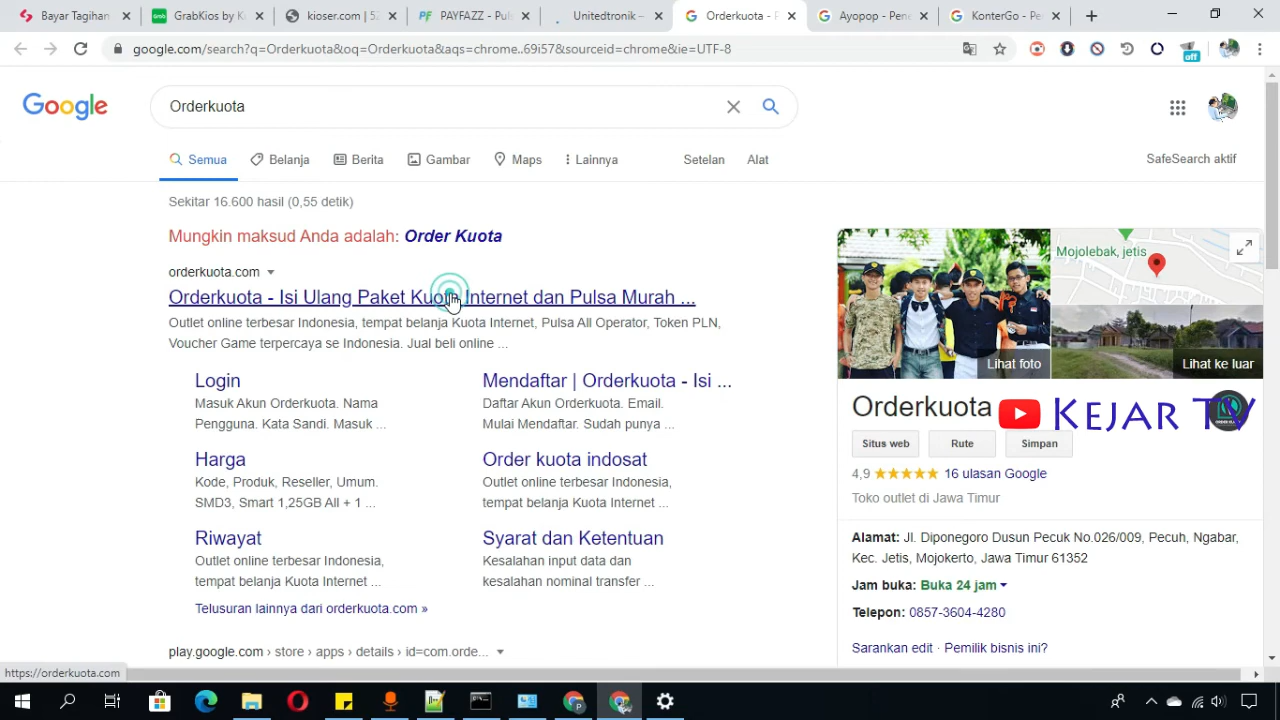 Bayar Tagihan
GrabKios by K
kioser.com | 52
PAYFAZZ - Pul
Unitedtronik –
Orderkuota - P
Ayopop - Pene
KonterGo - Pe
google.com/search?q=Orderkuota&oq=Orderkuota&aqs=chrome..69i57&sourceid=chrome&ie=UTF-8
off
Google
Orderkuota
Semua
Belanja
Berita
Gambar
Maps
Lainnya
Setelan
Alat
SafeSearch aktif
Sekitar 16.600 hasil (0,55 detik)
Mungkin maksud Anda adalah: Order Kuota
orderkuota.com
Orderkuota - Isi Ulang Paket Kuota Internet dan Pulsa Murah ...
Outlet online terbesar Indonesia, tempat belanja Kuota Internet, Pulsa All Operator, Token PLN,
Voucher Game terpercaya se Indonesia. Jual beli online ...
Login
Masuk Akun Orderkuota. Nama
Pengguna. Kata Sandi. Masuk ...
Mendaftar | Orderkuota - Isi ...
Daftar Akun Orderkuota. Email.
Mulai Mendaftar. Sudah punya ...
Harga
Kode, Produk, Reseller, Umum.
SMD3, Smart 1,25GB All + 1 ...
Order kuota indosat
Outlet online terbesar Indonesia,
tempat belanja Kuota Internet ...
Riwayat
Outlet online terbesar Indonesia,
tempat belanja Kuota Internet ...
Syarat dan Ketentuan
Kesalahan input data dan
kesalahan nominal transfer ...
Telusuran lainnya dari orderkuota.com »
play.google.com › store › apps › details › id=com.orde...
Mojolebak, jetis
Lihat foto
Lihat ke luar
Orderkuota
KEJAR TV
Situs web
Rute
Simpan
4,9
16 ulasan Google
Toko outlet di Jawa Timur
Alamat: Jl. Diponegoro Dusun Pecuk No.026/009, Pecuh, Ngabar,
Kec. Jetis, Mojokerto, Jawa Timur 61352
Jam buka: Buka 24 jam
Telepon: 0857-3604-4280
Sarankan edit · Pemilik bisnis ini?
https://orderkuota.com